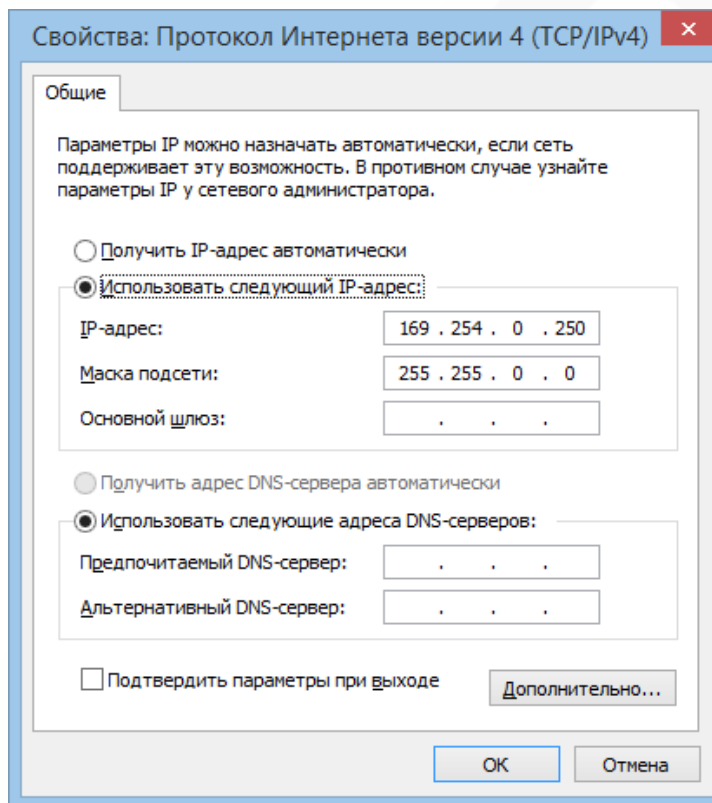 Свойства: Протокол Интернета версии 4 (TCP/IPv4)
Общие
Параметры IP можно назначать автоматически, если сеть
поддерживает эту возможность. В противном случае узнайте
параметры IP у сетевого администратора.
Получить IP-адрес автоматически
Использовать следующий IP-адрес:
IP-адрес: 169 . 254 . 0 . 250
Маска подсети: 255 . 255 . 0 . 0
Основной шлюз: . . .
Получить адрес DNS-сервера автоматически
Использовать следующие адреса DNS-серверов:
Предпочитаемый DNS-сервер: . . .
Альтернативный DNS-сервер: . . .
Подтвердить параметры при выходе
Дополнительно...
ОК Отмена